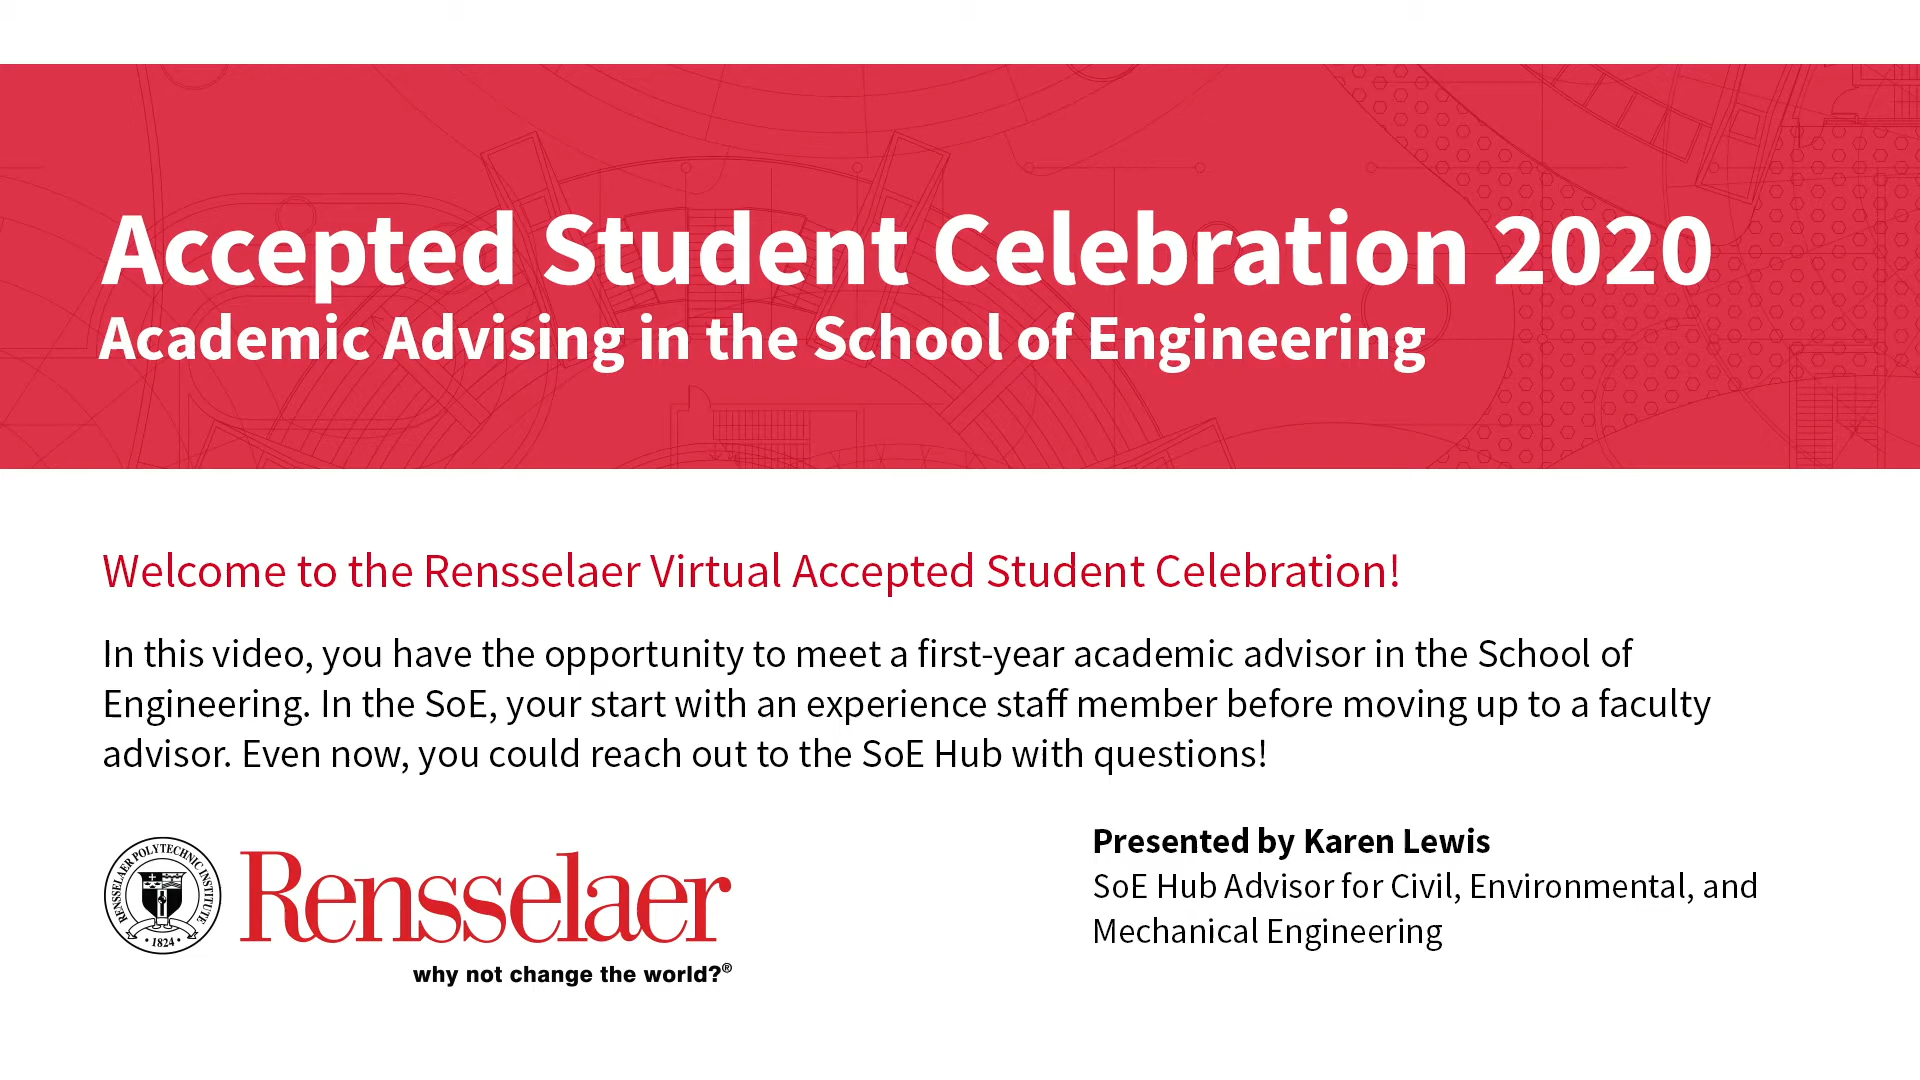 Accepted Student Celebration 2020
Academic Advising in the School of Engineering
Welcome to the Rensselaer Virtual Accepted Student Celebration!
In this video, you have the opportunity to meet a first-year academic advisor in the School of
Engineering. In the SoE, your start with an experience staff member before moving up to a faculty
advisor. Even now, you could reach out to the SoE Hub with questions!
RENSSELAER POLYTECHNIC INSTITUTE
• 1824 •
Rensselaer
why not change the world?®
Presented by Karen Lewis
SoE Hub Advisor for Civil, Environmental, and
Mechanical Engineering